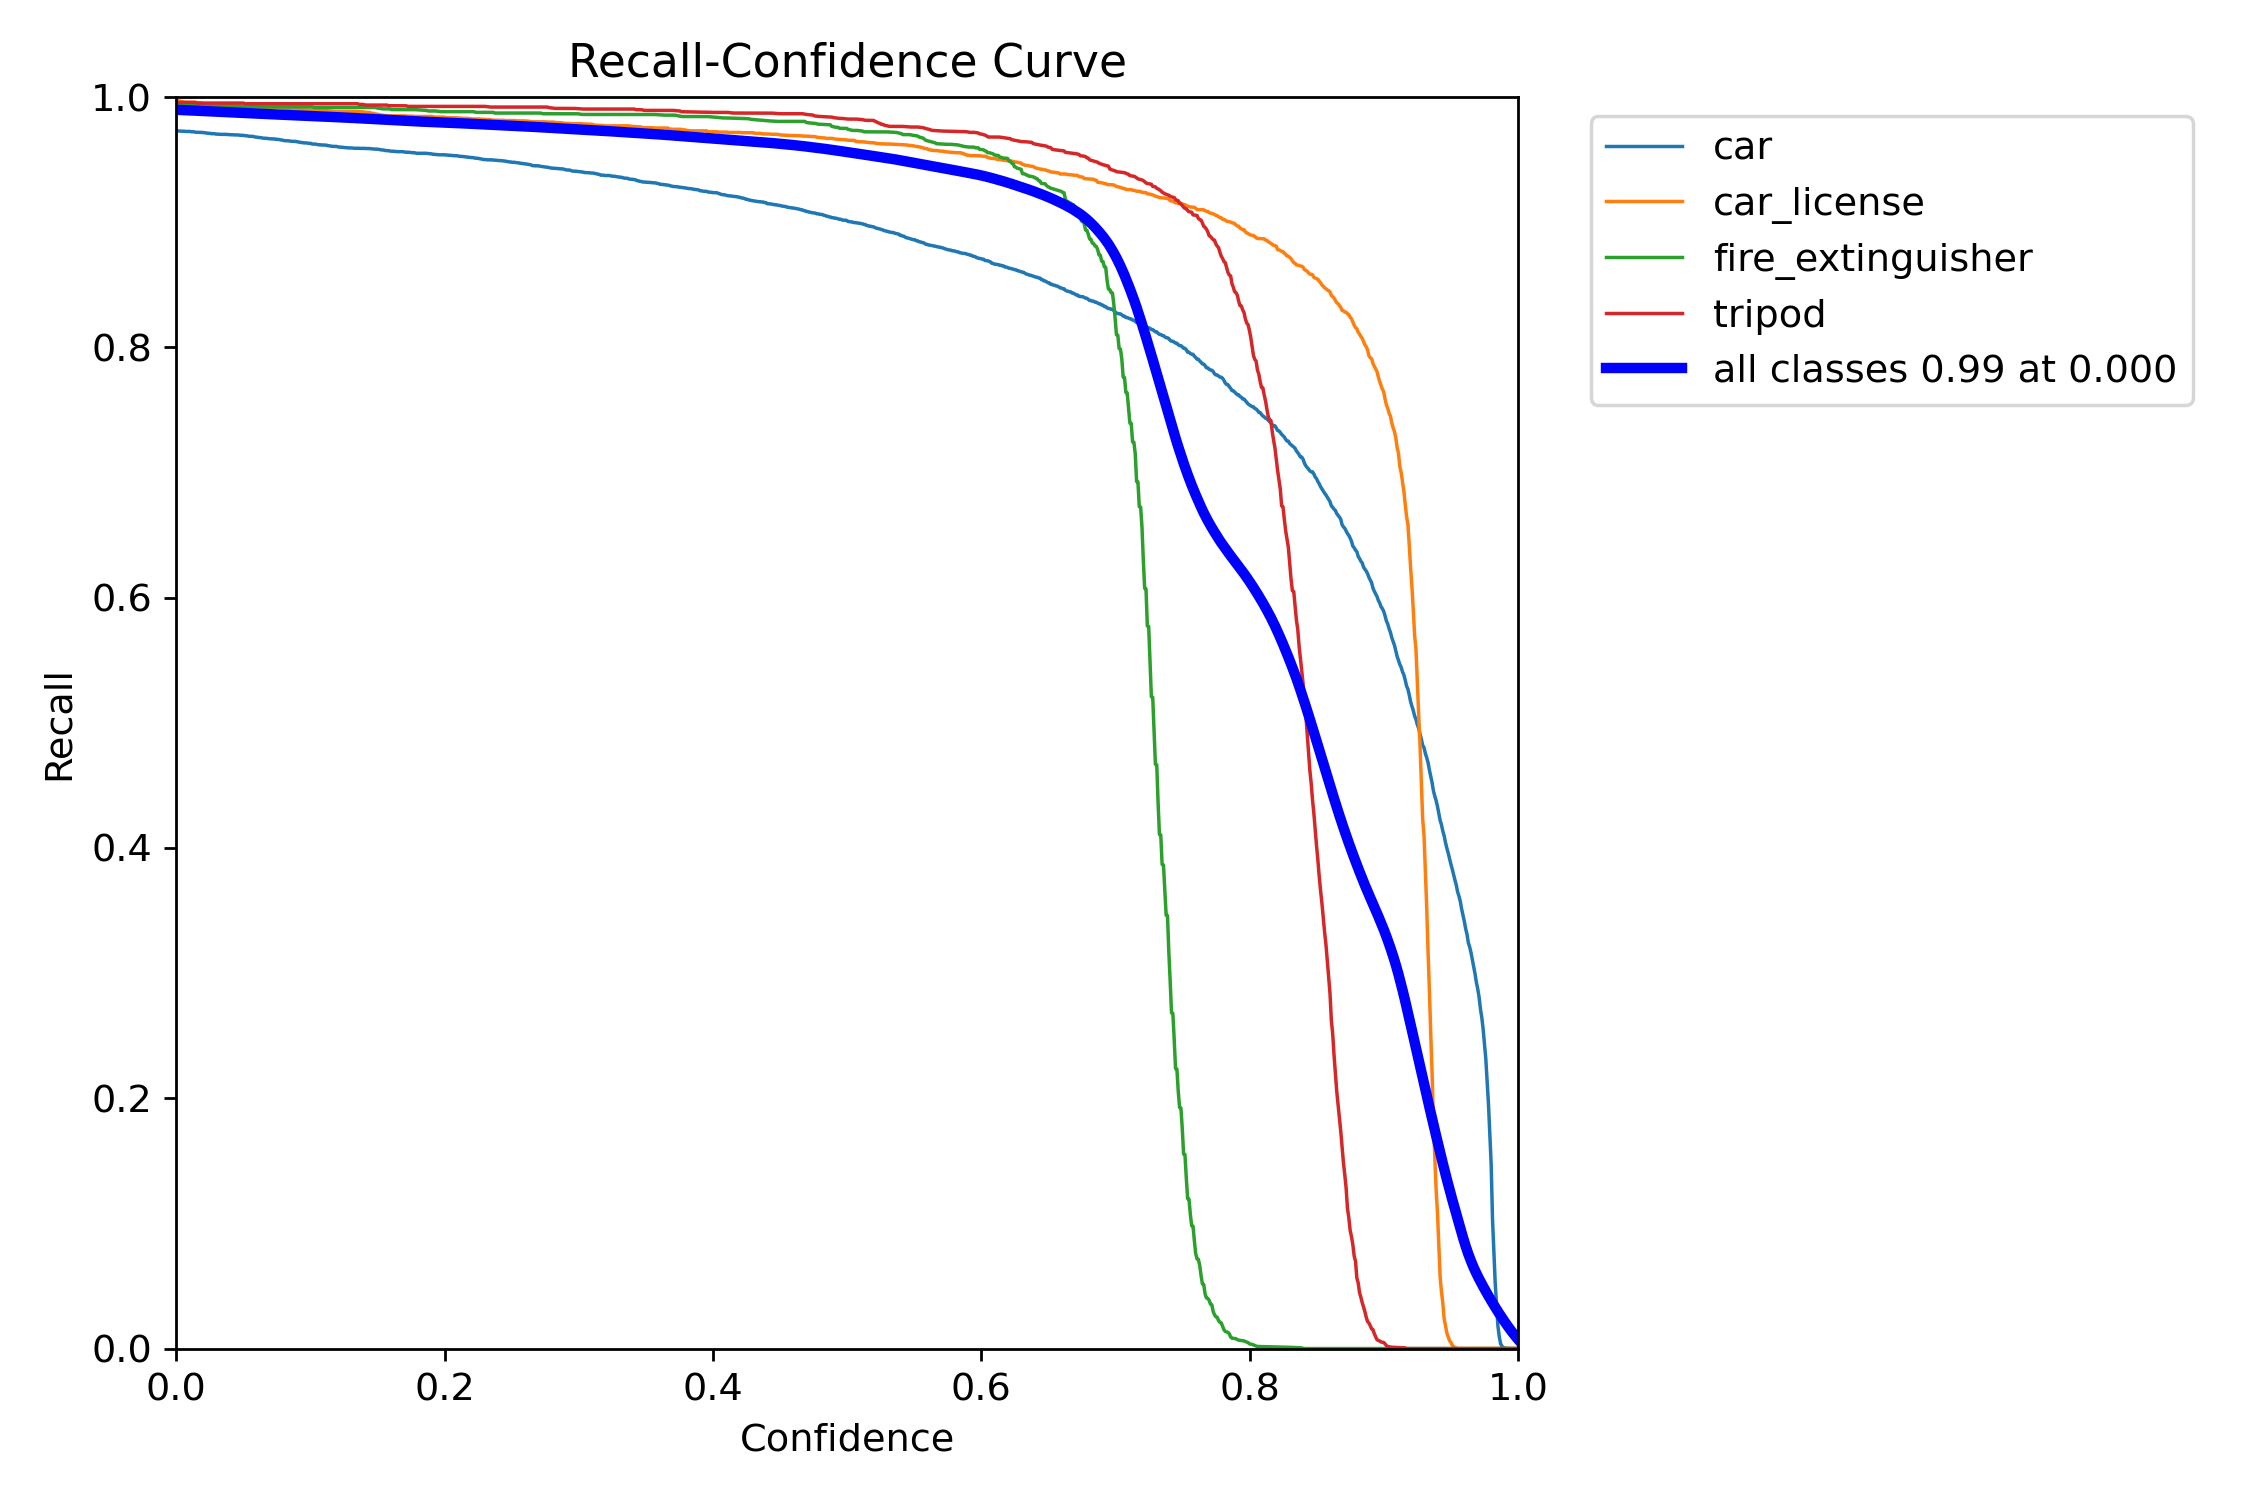 Recall-Confidence Curve
1.0
0.8
0.6
0.4
0.2
0.0
Recall
0.0 0.2 0.4 0.6 0.8 1.0
Confidence
car
car_license
fire_extinguisher
tripod
all classes 0.99 at 0.000